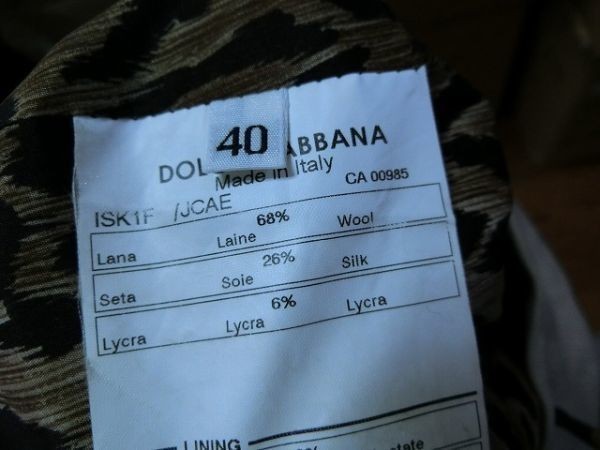 40
DOL ABBANA
Made in Italy
CA 00985
ISK1F /JCAE
68%
Lana Laine Wool
26%
Seta Soie Silk
6%
Lycra Lycra Lycra
LINING